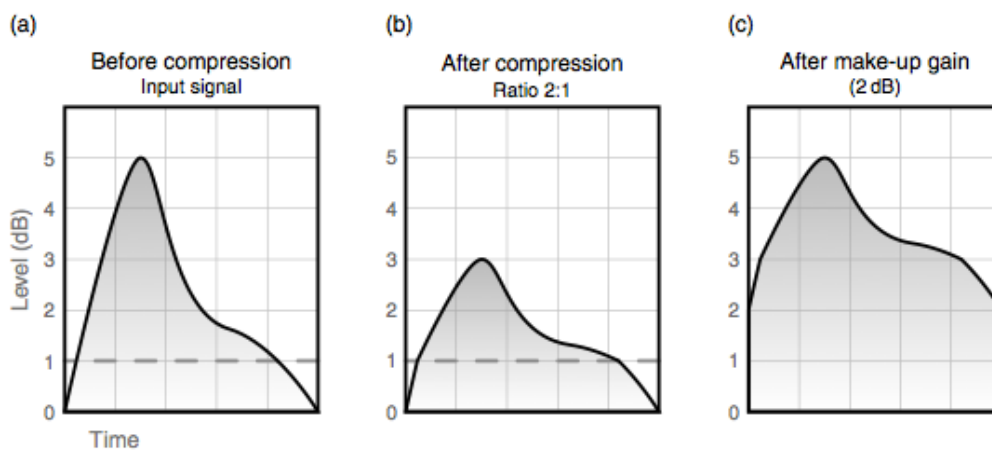 (a)
Before compression
Input signal
5
4
3
2
1
0
Level (dB)
Time
(b)
After compression
Ratio 2:1
5
4
3
2
1
0
(c)
After make-up gain
(2 dB)
5
4
3
2
1
0